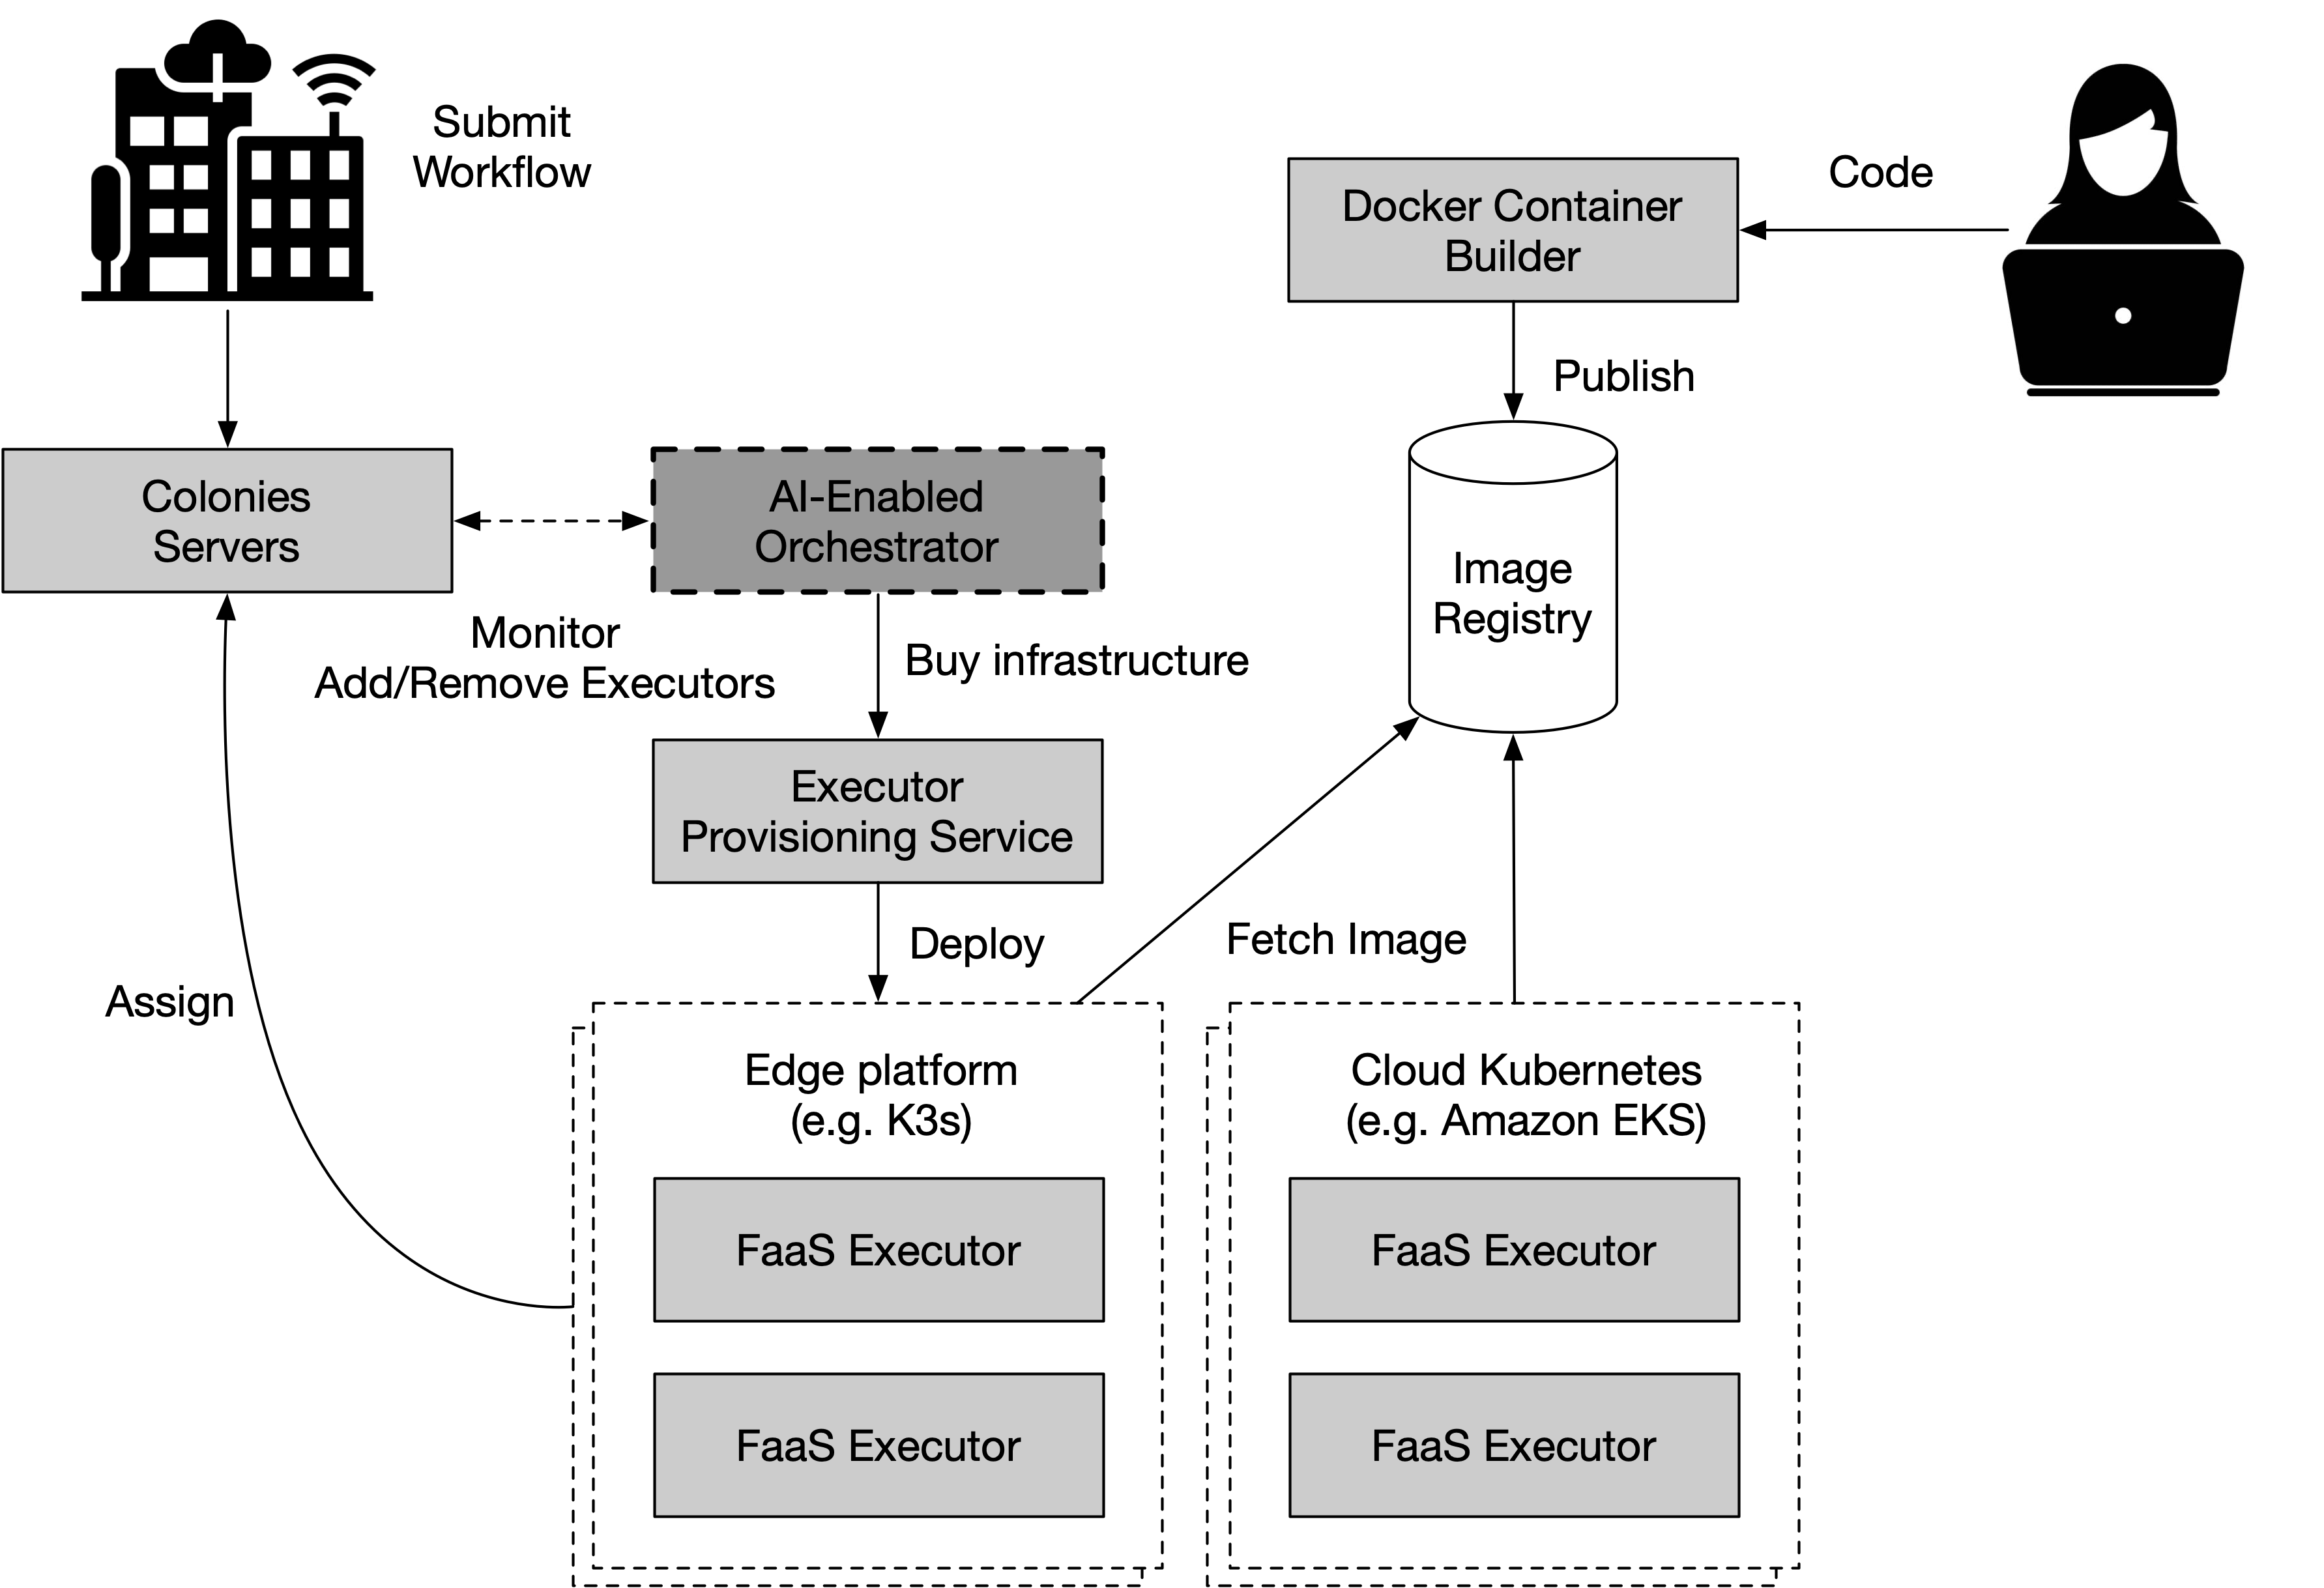 Submit
Workflow
Docker Container
Builder
Code
Publish
Colonies
Servers
AI-Enabled
Orchestrator
Image
Registry
Monitor
Add/Remove Executors
Buy infrastructure
Executor
Provisioning Service
Deploy
Fetch Image
Assign
Edge platform
(e.g. K3s)
Cloud Kubernetes
(e.g. Amazon EKS)
FaaS Executor
FaaS Executor
FaaS Executor
FaaS Executor